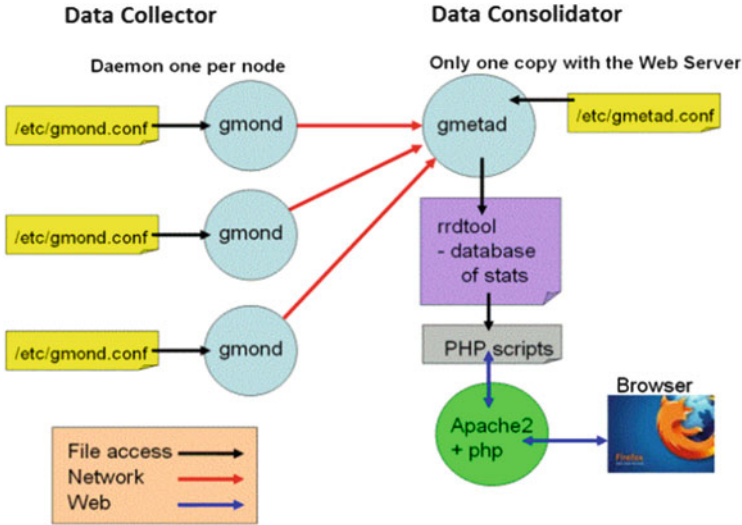 Data Collector
Data Consolidator
Daemon one per node
Only one copy with the Web Server
/etc/gmond.conf
gmond
gmetad
/etc/gmetad.conf
/etc/gmond.conf
gmond
rrdtool
- database
of stats
/etc/gmond.conf
gmond
PHP scripts
Browser
Apache2
+ php
Firefox
File access
Network
Web